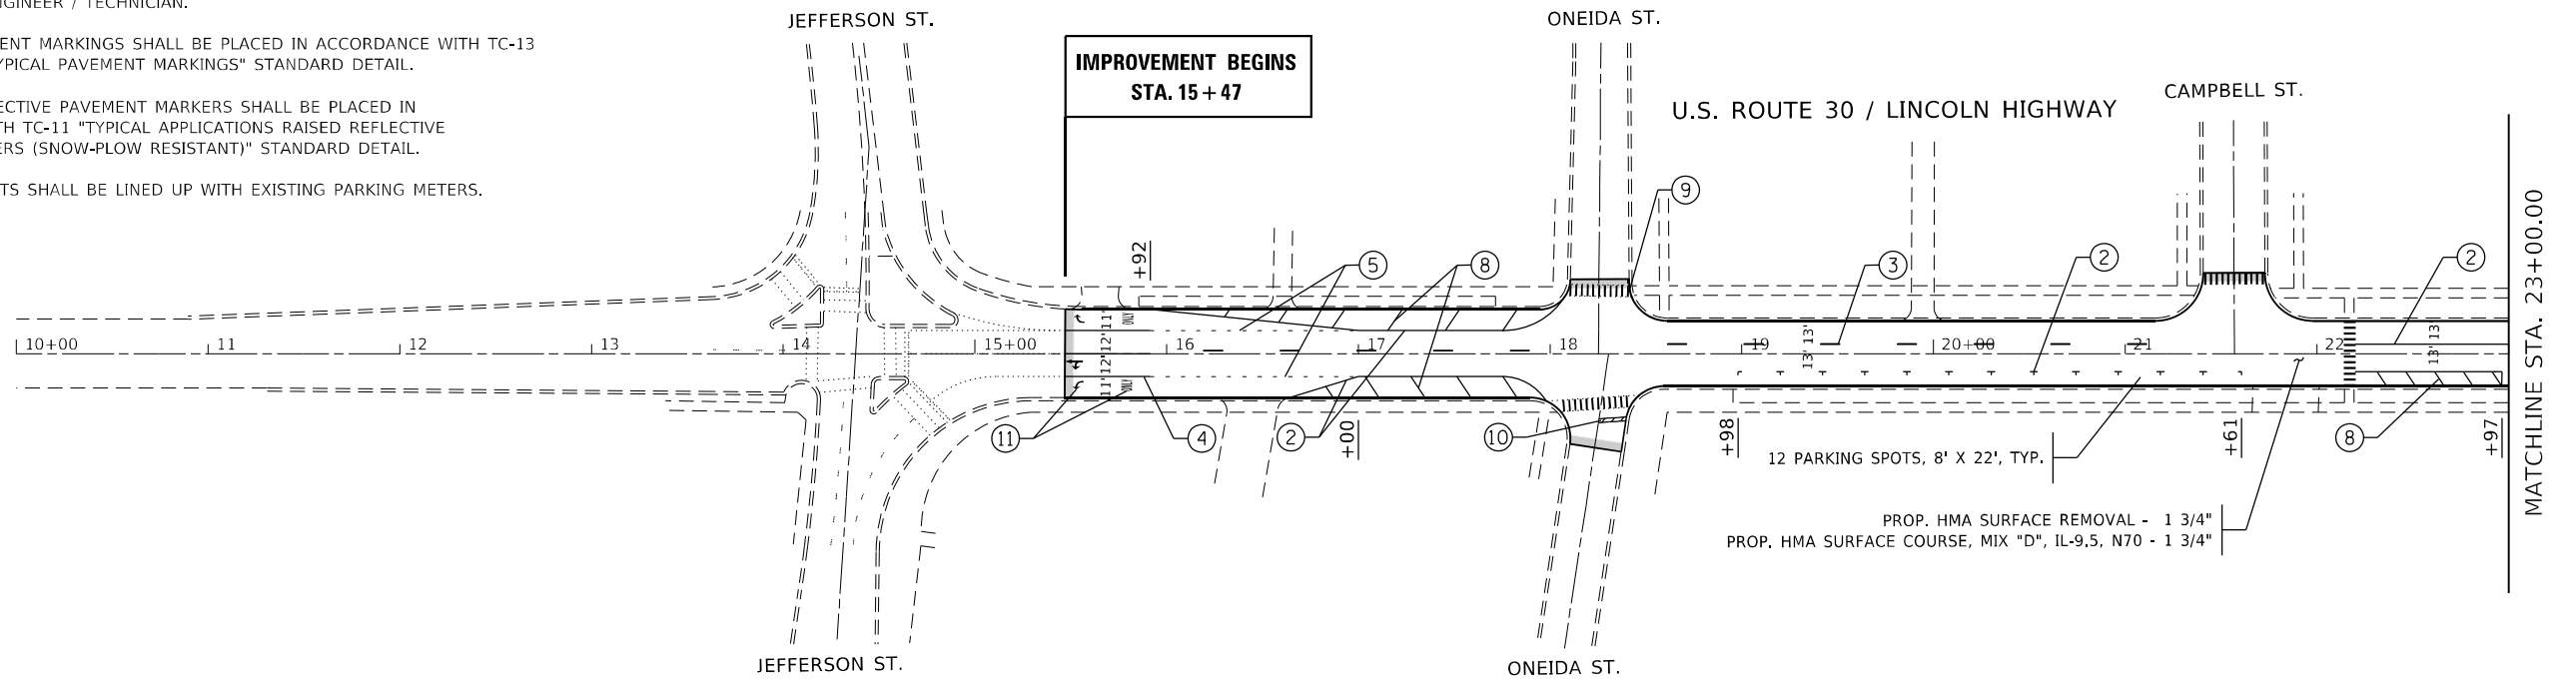 NGINEER / TECHNICIAN.
ENT MARKINGS SHALL BE PLACED IN ACCORDANCE WITH TC-13
YPICAL PAVEMENT MARKINGS" STANDARD DETAIL.
ECTIVE PAVEMENT MARKERS SHALL BE PLACED IN
TH TC-11 "TYPICAL APPLICATIONS RAISED REFLECTIVE
ERS (SNOW-PLOW RESISTANT)" STANDARD DETAIL.
TS SHALL BE LINED UP WITH EXISTING PARKING METERS.
JEFFERSON ST.
IMPROVEMENT BEGINS
STA. 15+47
ONEIDA ST.
U.S. ROUTE 30 / LINCOLN HIGHWAY
CAMPBELL ST.
MATCHLINE STA. 23+00.00
9
+92
5
8
3
2
2
10+00
11
12
13
14
15+00
16
17
18
19
20+00
21
22
11' 12' 12' 11'
ONLY
ONLY
13' 13'
13' 13
11
4
2
+00
10
+98
+61
8
+97
12 PARKING SPOTS, 8' X 22', TYP.
PROP. HMA SURFACE REMOVAL - 1 3/4"
PROP. HMA SURFACE COURSE, MIX "D", IL-9.5, N70 - 1 3/4"
JEFFERSON ST.
ONEIDA ST.